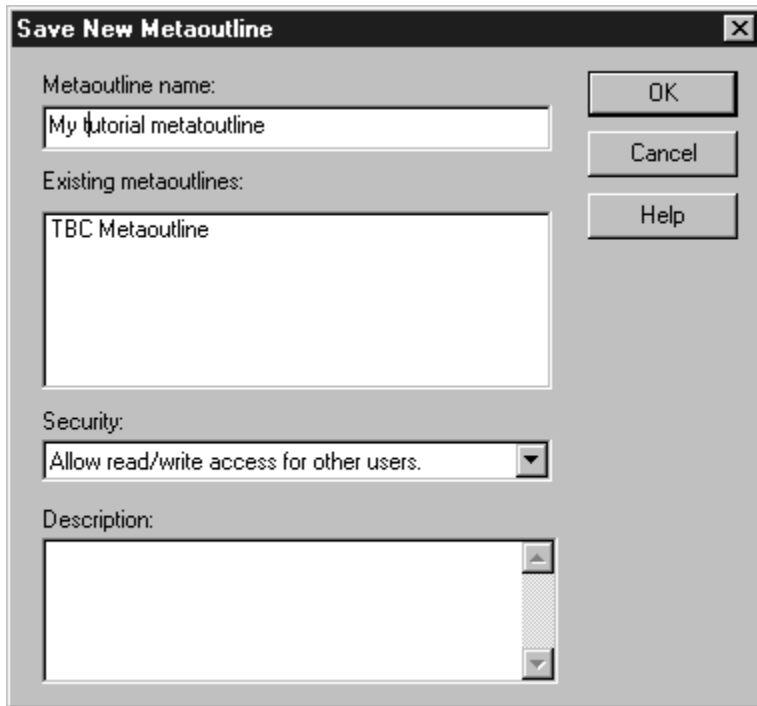 Save New Metaoutline
Metaoutline name:
OK
My tutorial metatoutline
Cancel
Existing metaoutlines:
Help
TBC Metaoutline
Security:
Allow read/write access for other users.
Description: